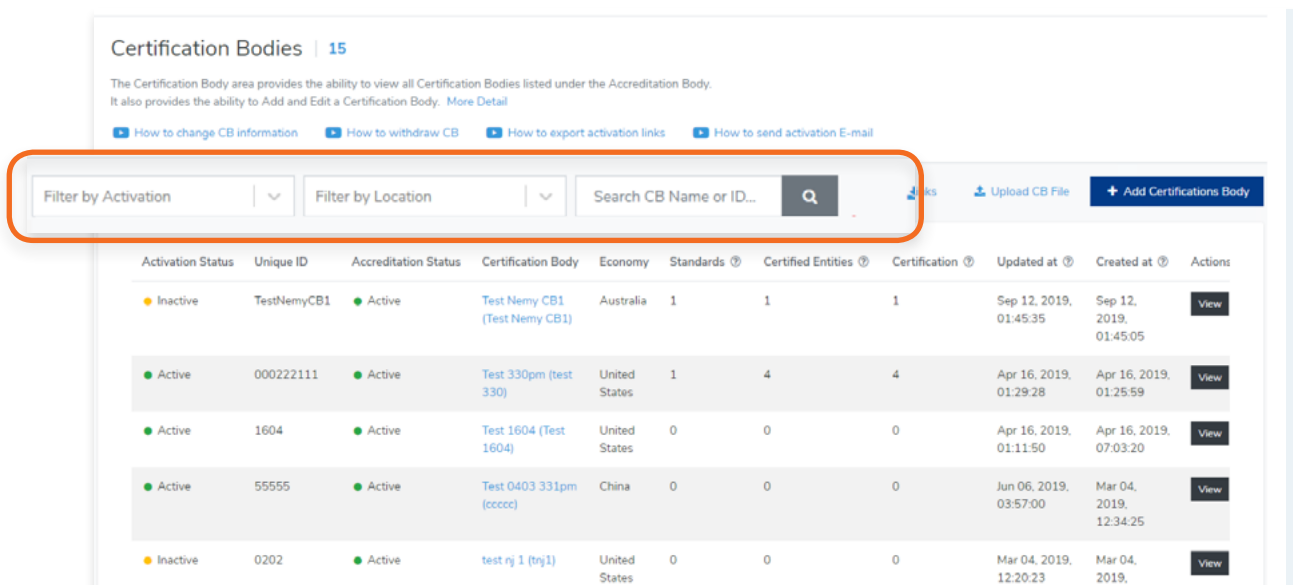 Certification Bodies | 15
The Certification Body area provides the ability to view all Certification Bodies listed under the Accreditation Body.
It also provides the ability to Add and Edit a Certification Body. More Detail
How to change CB information How to withdraw CB How to export activation links How to send activation E-mail
Filter by Activation Filter by Location Search CB Name or ID... Upload CB File + Add Certifications Body
Activation Status Unique ID Accreditation Status Certification Body Economy Standards Certified Entities Certification Updated at Created at Actions
Inactive TestNemyCB1 Active Test Nemy CB1 Australia 1 1 1 Sep 12, 2019, Sep 12, View
(Test Nemy CB1) 01:45:35 2019,
01:45:05
Active 000222111 Active Test 330pm (test United 1 4 4 Apr 16, 2019, Apr 16, 2019, View
330) States 01:29:28 01:25:59
Active 1604 Active Test 1604 (Test United 0 0 0 Apr 16, 2019, Apr 16, 2019, View
1604) States 01:11:50 07:03:20
Active 55555 Active Test 0403 331pm China 0 0 0 Jun 06, 2019, Mar 04, View
(ccccc) 03:57:00 2019,
12:34:25
Inactive 0202 Active test nj 1 (tnj1) United 0 0 0 Mar 04, 2019, Mar 04, View
States 12:20:23 2019,